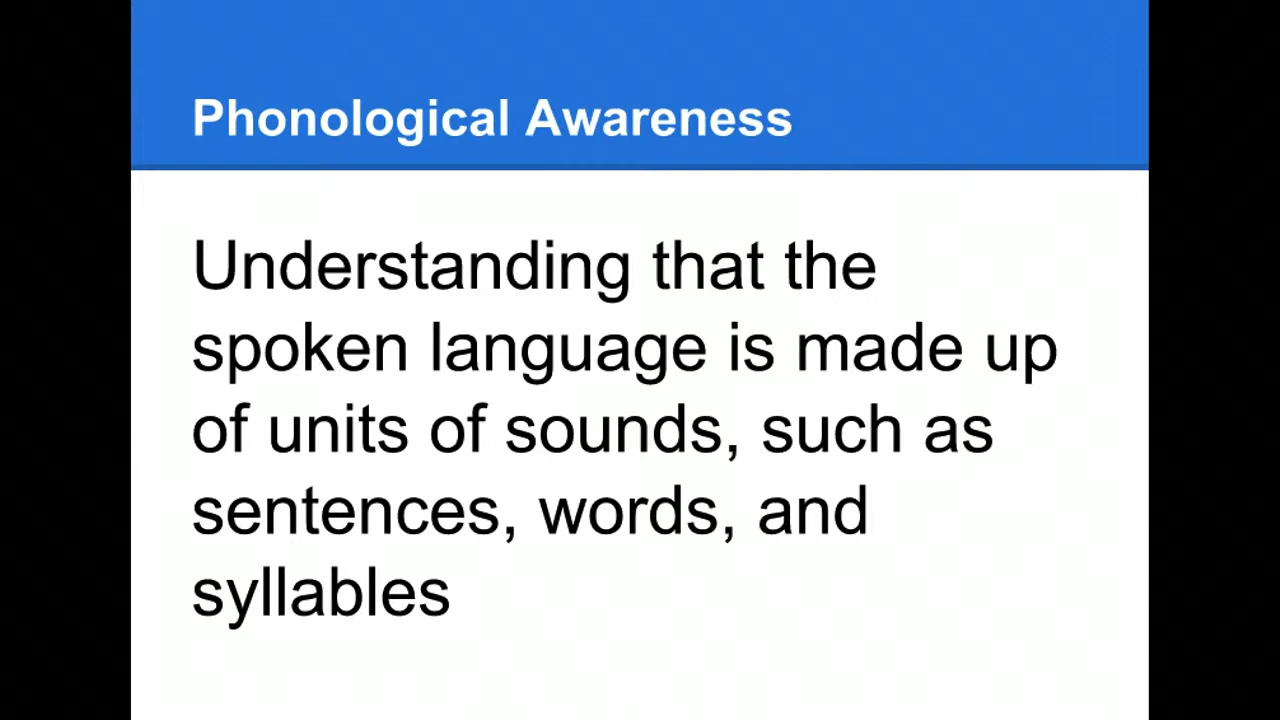 Phonological Awareness
Understanding that the
spoken language is made up
of units of sounds, such as
sentences, words, and
syllables